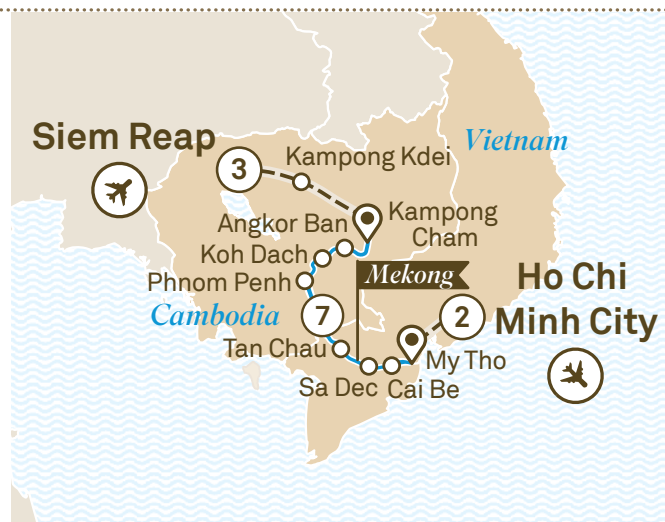 Siem Reap
3
Kampong Kdei
Vietnam
Angkor Ban
Kampong
Cham
Koh Dach
Phnom Penh
Mekong
Ho Chi
Minh City
Cambodia
7
2
Tan Chau
My Tho
Sa Dec
Cai Be